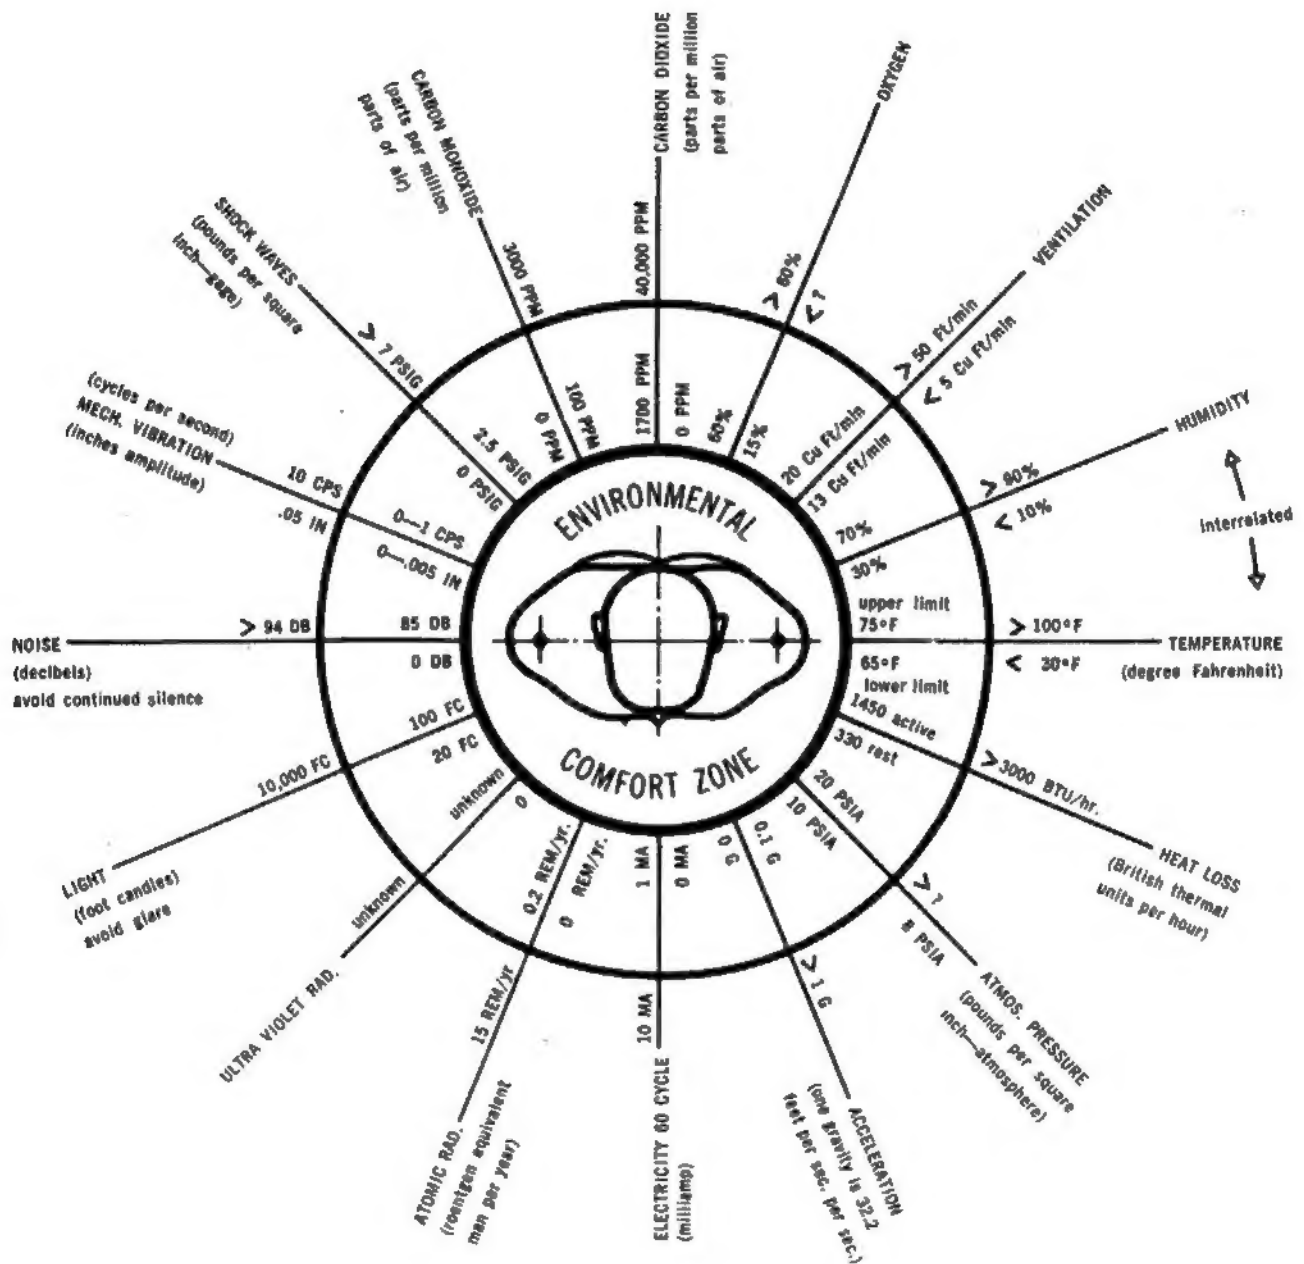 CARBON DIOXIDE
(parts per million
parts of air)
40,000 PPM
1700 PPM
0 PPM
OXYGEN
> 60%
< ?
60%
15%
VENTILATION
> 50 Ft/min
< 5 Cu Ft/min
20 Cu Ft/min
13 Cu Ft/min
HUMIDITY
> 90%
< 10%
70%
30%
Interrelated
TEMPERATURE
(degree Fahrenheit)
> 100°F
< 30°F
upper limit
75°F
65°F
lower limit
HEAT LOSS
(British thermal
units per hour)
>3000 BTU/hr.
1450 active
330 rest
ATMOS. PRESSURE
(pounds per square
inch—atmosphere)
> ?
8 PSIA
20 PSIA
10 PSIA
ACCELERATION
(one gravity is 32.2
feet per sec. per sec.)
> 1 G
0.1 G
0 G
ELECTRICITY 60 CYCLE
(milliamp)
10 MA
1 MA
0 MA
ATOMIC RAD.
(roentgen equivalent
man per year)
15 REM/yr
0.2 REM/yr.
0 REM/yr.
ULTRA VIOLET RAD.
unknown
unknown
0
LIGHT
(foot candles)
avoid glare
10,000 FC
100 FC
20 FC
NOISE
(decibels)
avoid continued silence
> 94 DB
85 DB
0 DB
(cycles per second)
MECH. VIBRATION
(inches amplitude)
10 CPS
.05 IN
0—1 CPS
0—.005 IN
SHOCK WAVES
(pounds per square
inch—gage)
> 7 PSIG
2.5 PSIG
0 PSIG
CARBON MONOXIDE
(parts per million
parts of air)
3000 PPM
100 PPM
0 PPM
ENVIRONMENTAL
COMFORT ZONE